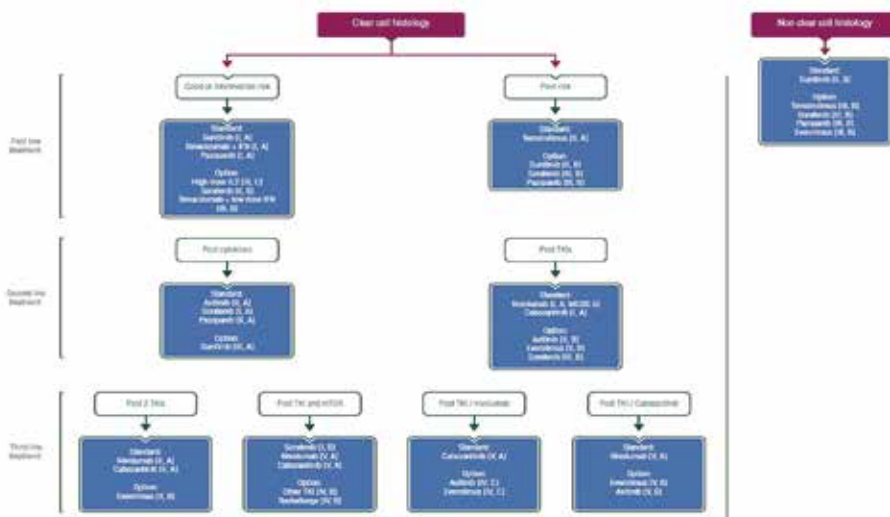 Clear cell histology
Non-clear cell histology
Good or intermediate risk
Poor risk
First line
treatment
Standard:
Sunitinib [I, A]
Bevacizumab + IFN [I, A]
Pazopanib [I, A]
Option:
High dose IL2 [III, C]
Sorafenib [II, B]
Bevacizumab + low dose IFN
[III, B]
Standard:
Temsirolimus [II, A]
Option:
Sunitinib [II, B]
Sorafenib [III, B]
Pazopanib [III, B]
Standard:
Sunitinib [II, B]
Option:
Temsirolimus [III, B]
Sorafenib [III, B]
Pazopanib [III, B]
Everolimus [III, B]
Second line
treatment
Post cytokines
Post TKIs
Standard:
Axitinib [II, A]
Sorafenib [I, A]
Pazopanib [II, A]
Option:
Sunitinib [III, A]
Standard:
Cabozantinib [I, A]
Option:
Axitinib [II, B]
Everolimus [II, B]
Sorafenib [III, B]
Third line
treatment
Post 2 TKIs
Post TKI and mTOR
Post TKI / nivolumab
Post TKI / Cabozantinib
Standard:
Nivolumab [V, A]
Cabozantinib [V, A]
Option:
Everolimus [V, B]
Sorafenib [I, B]
Nivolumab [V, A]
Cabozantinib [V, A]
Option:
Other TKI [IV, B]
Rechallenge [IV, B]
Standard:
Cabozantinib [V, A]
Option:
Axitinib [IV, C]
Everolimus [IV, C]
Standard:
Nivolumab [V, A]
Option:
Everolimus [V, B]
Axitinib [V, B]